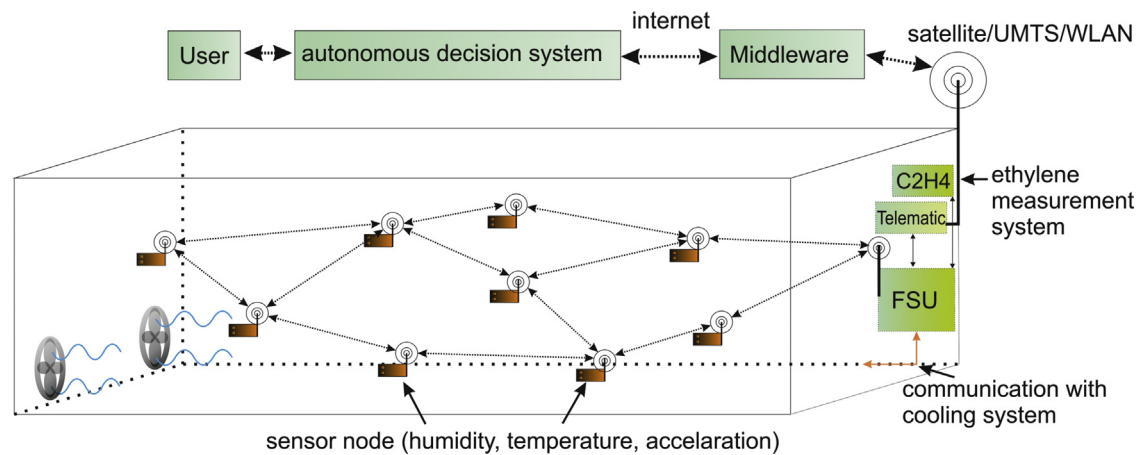 internet
satellite/UMTS/WLAN
User
autonomous decision system
Middleware
C2H4
ethylene
measurement
system
Telematic
FSU
communication with
cooling system
sensor node (humidity, temperature, accelaration)